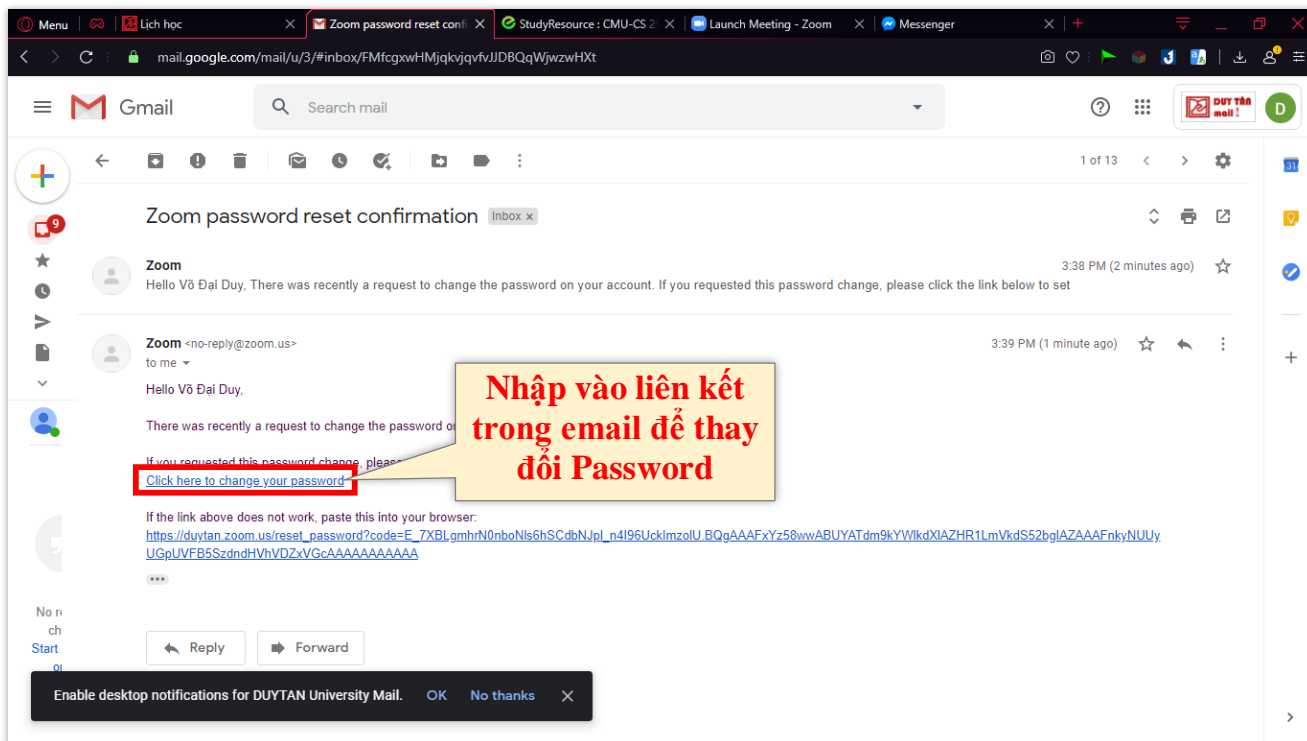 Menu
Lịch học
Zoom password reset confi
StudyResource : CMU-CS 2
Launch Meeting - Zoom
Messenger
mail.google.com/mail/u/3/#inbox/FMfcgxwHMjqkvjqvfvJJDBQqWjwzwHXt
Gmail
Search mail
DUY TÂN
mail !
D
1 of 13
31
Zoom password reset confirmation
Inbox x
9
Zoom
3:38 PM (2 minutes ago)
Hello Võ Đại Duy, There was recently a request to change the password on your account. If you requested this password change, please click the link below to set
Zoom <no-reply@zoom.us>
3:39 PM (1 minute ago)
to me
Hello Võ Đại Duy,
There was recently a request to change the password o
If you requested this password change, pleas
Click here to change your password
Nhập vào liên kết
trong email để thay
đổi Password
If the link above does not work, paste this into your browser:
https://duytan.zoom.us/reset_password?code=E_7XBLgmhrN0nboNls6hSCdbNJpl_n4I96UcklmzolU.BQgAAAFxYz58wwABUYATdm9kYWlkdXlAZHR1LmVkdS52bgIAZAAAFnkyNUUy
UGpUVFB5SzdndHVhVDZxVGcAAAAAAAAAAA
No r
ch
Start
Reply
Forward
Enable desktop notifications for DUYTAN University Mail.
OK
No thanks